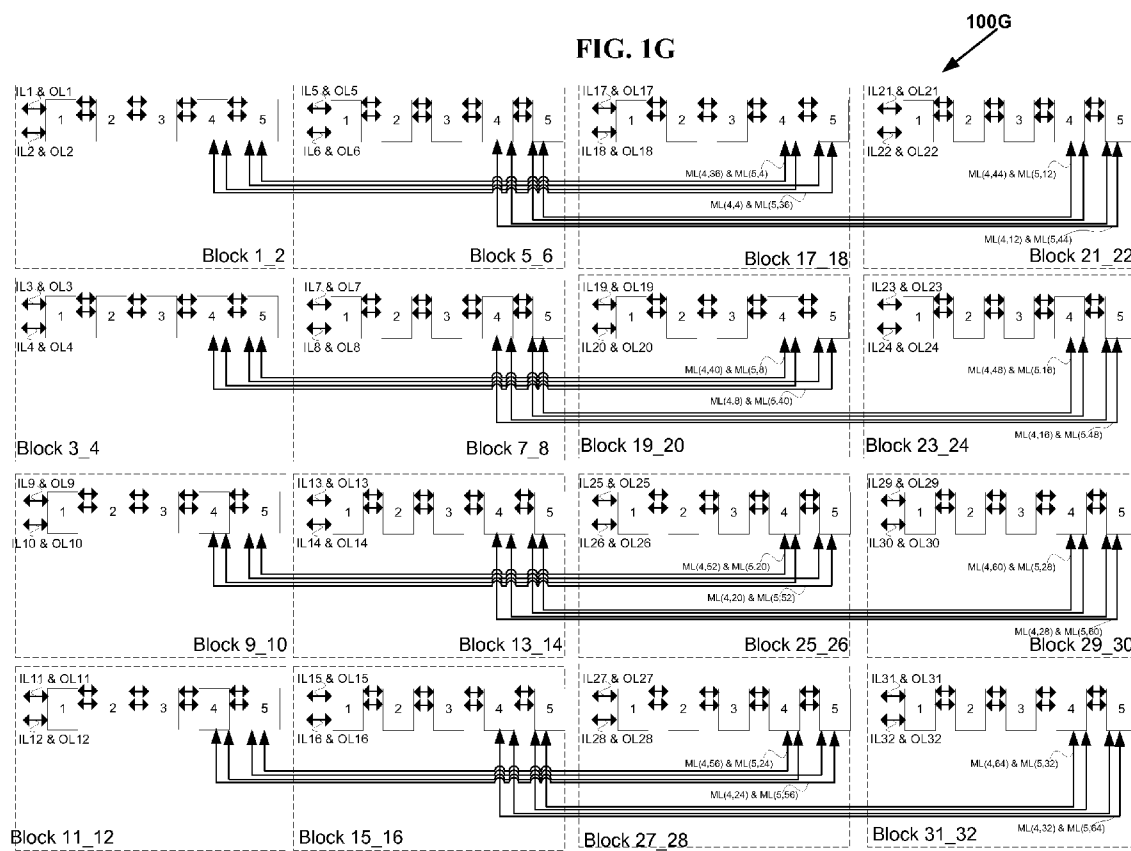 100G
FIG. 1G
IL1 & OL1
1 2 3 4 5
IL2 & OL2
Block 1_2
IL5 & OL5
1 2 3 4 5
IL6 & OL6
Block 5_6
IL17 & OL17
1 2 3 4 5
IL18 & OL18
ML(4,36) & ML(5,4)
ML(4,4) & ML(5,36)
Block 17_18
IL21 & OL21
1 2 3 4 5
IL22 & OL22
ML(4,44) & ML(5,12)
ML(4,12) & ML(5,44)
Block 21_22
IL3 & OL3
1 2 3 4 5
IL4 & OL4
Block 3_4
IL7 & OL7
1 2 3 4 5
IL8 & OL8
Block 7_8
IL19 & OL19
1 2 3 4 5
IL20 & OL20
ML(4,40) & ML(5,8)
ML(4,8) & ML(5,40)
Block 19_20
IL23 & OL23
1 2 3 4 5
IL24 & OL24
ML(4,48) & ML(5,16)
ML(4,16) & ML(5,48)
Block 23_24
IL9 & OL9
1 2 3 4 5
IL10 & OL10
Block 9_10
IL13 & OL13
1 2 3 4 5
IL14 & OL14
Block 13_14
IL25 & OL25
1 2 3 4 5
IL26 & OL26
ML(4,52) & ML(5,20)
ML(4,20) & ML(5,52)
Block 25_26
IL29 & OL29
1 2 3 4 5
IL30 & OL30
ML(4,60) & ML(5,28)
ML(4,28) & ML(5,60)
Block 29_30
IL11 & OL11
1 2 3 4 5
IL12 & OL12
Block 11_12
IL15 & OL15
1 2 3 4 5
IL16 & OL16
Block 15_16
IL27 & OL27
1 2 3 4 5
IL28 & OL28
ML(4,56) & ML(5,24)
ML(4,24) & ML(5,56)
Block 27_28
IL31 & OL31
1 2 3 4 5
IL32 & OL32
ML(4,64) & ML(5,32)
ML(4,32) & ML(5,64)
Block 31_32